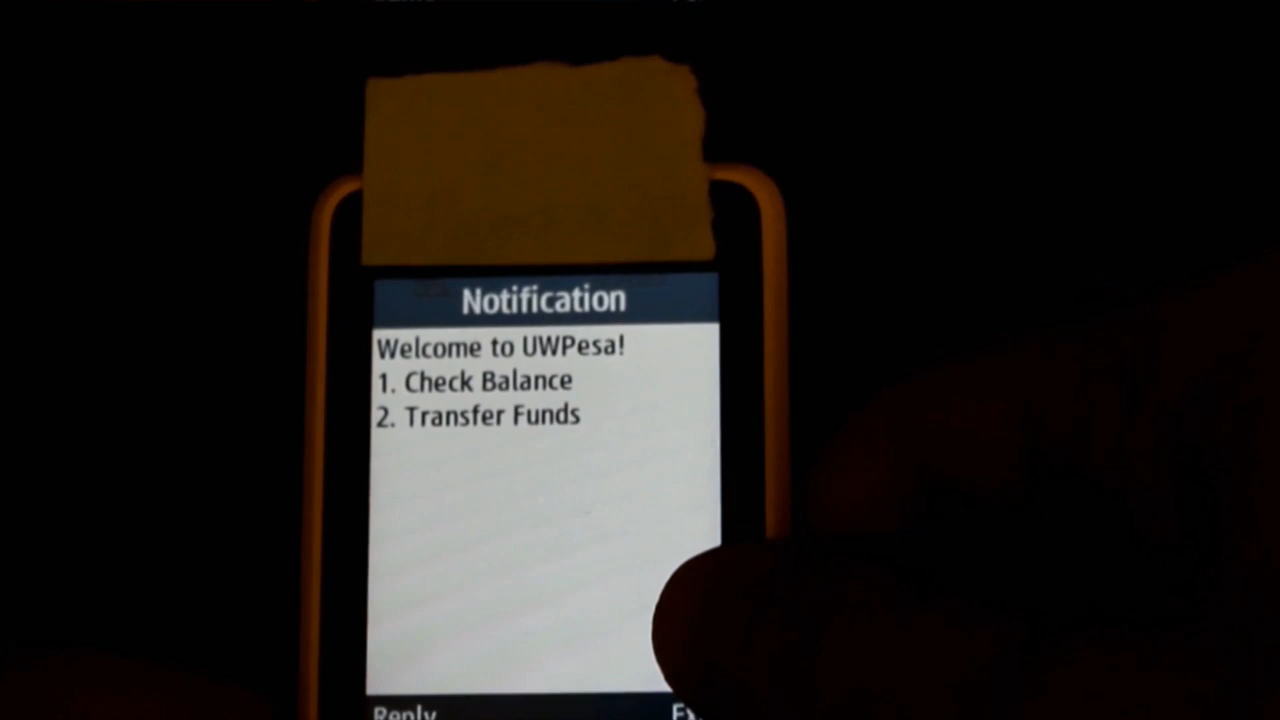 Notification
Welcome to UWPesa!
1. Check Balance
2. Transfer Funds
Reply